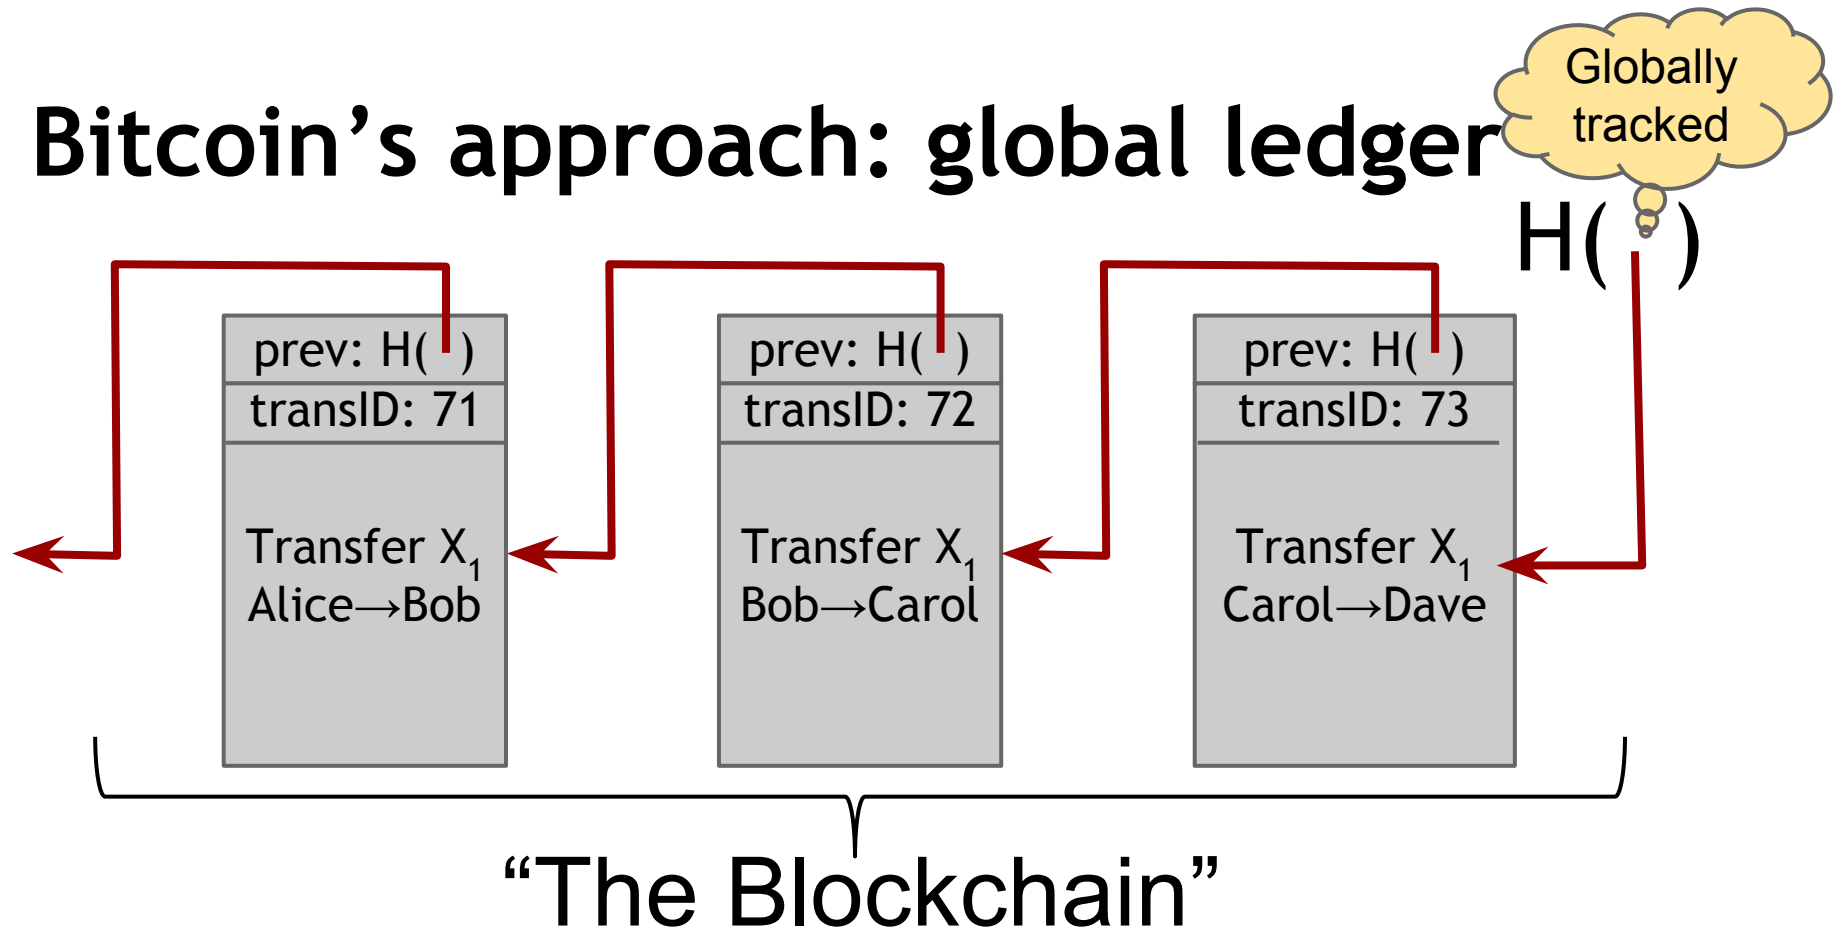 Globally
tracked
Bitcoin’s approach: global ledger
H( )
prev: H( )
transID: 71
Transfer X₁
Alice→Bob
prev: H( )
transID: 72
Transfer X₁
Bob→Carol
prev: H( )
transID: 73
Transfer X₁
Carol→Dave
“The Blockchain”